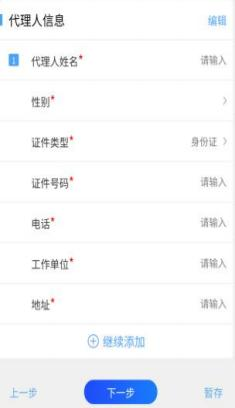 代理人信息 编辑
1 代理人姓名* 请输入
性别*
证件类型* 身份证
证件号码* 请输入
电话* 请输入
工作单位* 请输入
地址* 请输入
继续添加
上一步 下一步 暂存